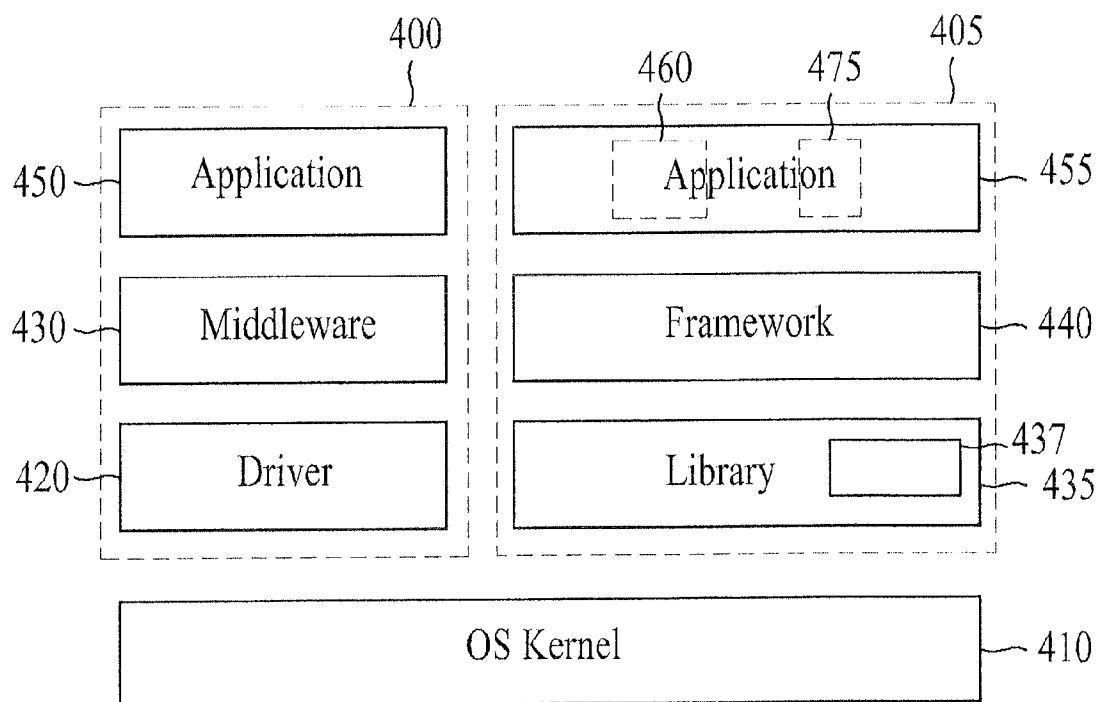 400
405
460
475
450
Application
Application
455
430
Middleware
Framework
440
437
420
Driver
Library
435
OS Kernel
410